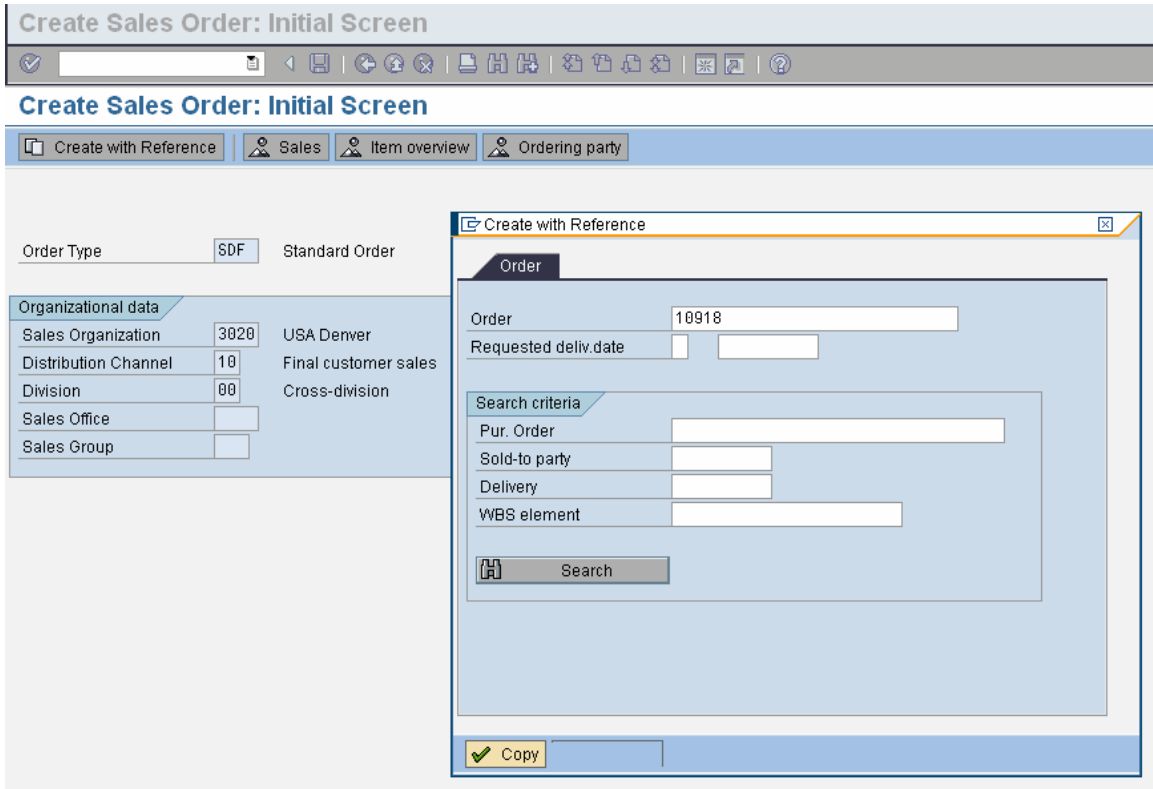 Create Sales Order: Initial Screen
Create Sales Order: Initial Screen
Create with Reference Sales Item overview Ordering party
Order Type SDF Standard Order
Organizational data
Sales Organization 3020 USA Denver
Distribution Channel 10 Final customer sales
Division 00 Cross-division
Sales Office
Sales Group
Create with Reference
Order
Order 10918
Requested deliv.date
Search criteria
Pur. Order
Sold-to party
Delivery
WBS element
Search
Copy